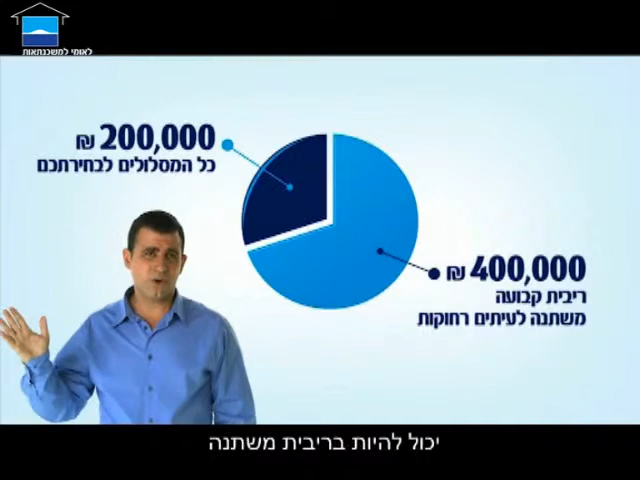 לאומי למשכנתאות
200,000 ₪
כל המסלולים לבחירתכם
400,000 ₪
ריבית קבועה
משתנה לעיתים רחוקות
יכול להיות בריבית משתנה